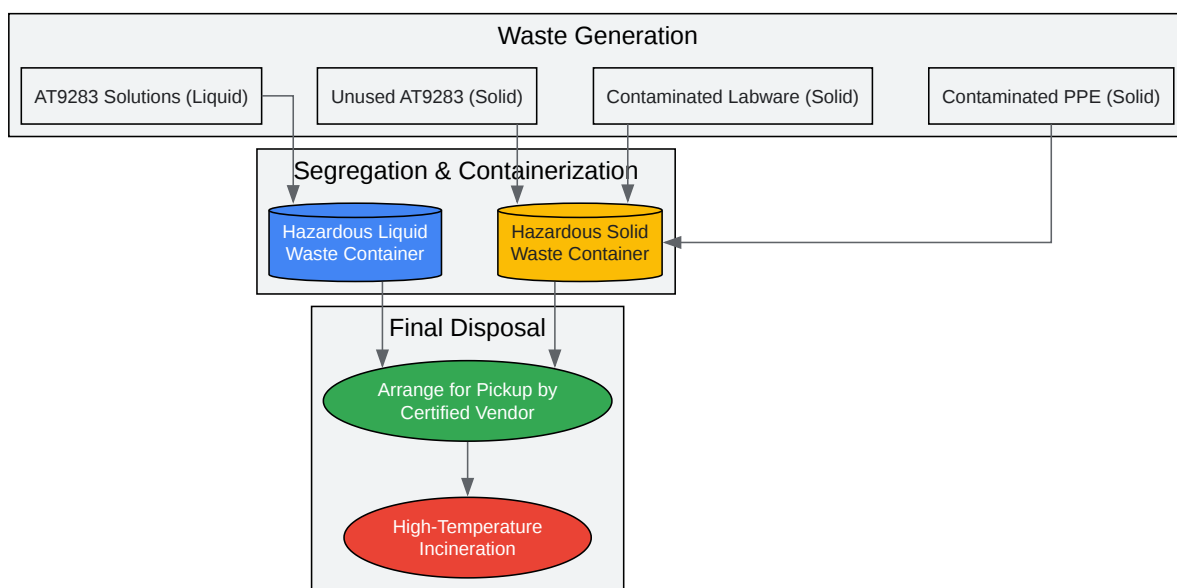 Waste Generation
AT9283 Solutions (Liquid)
Unused AT9283 (Solid)
Contaminated Labware (Solid)
Contaminated PPE (Solid)
Segregation & Containerization
Hazardous Liquid
Waste Container
Hazardous Solid
Waste Container
Final Disposal
Arrange for Pickup by
Certified Vendor
High-Temperature
Incineration